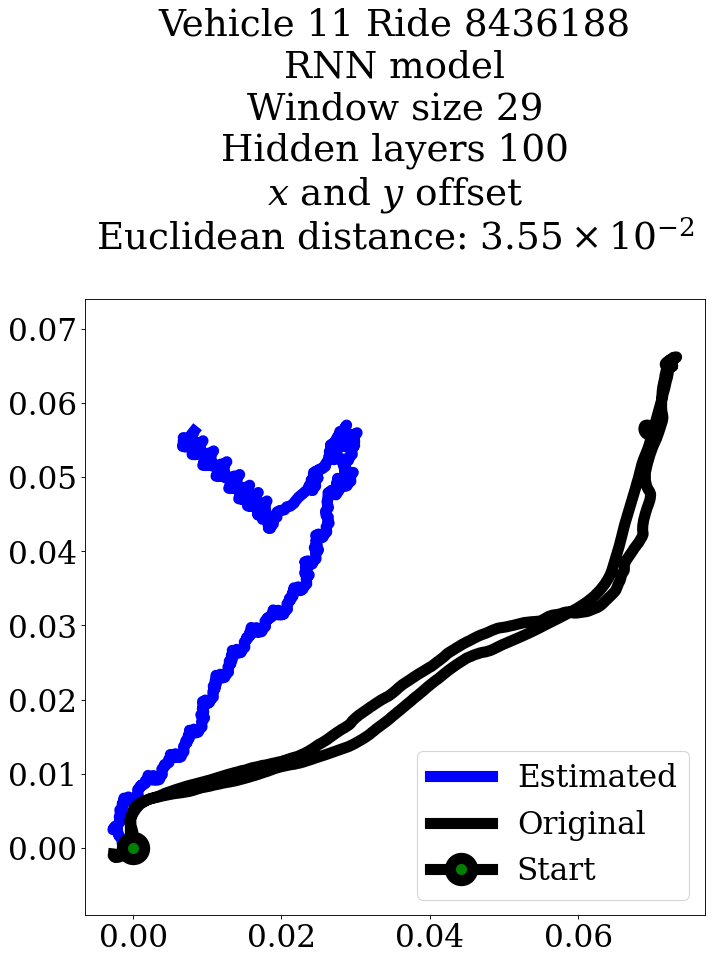 Vehicle 11 Ride 8436188
RNN model
Window size 29
Hidden layers 100
x and y offset
Euclidean distance: 3.55 × 10⁻²
0.07
0.06
0.05
0.04
0.03
0.02
0.01
0.00
Estimated
Original
Start
0.00 0.02 0.04 0.06